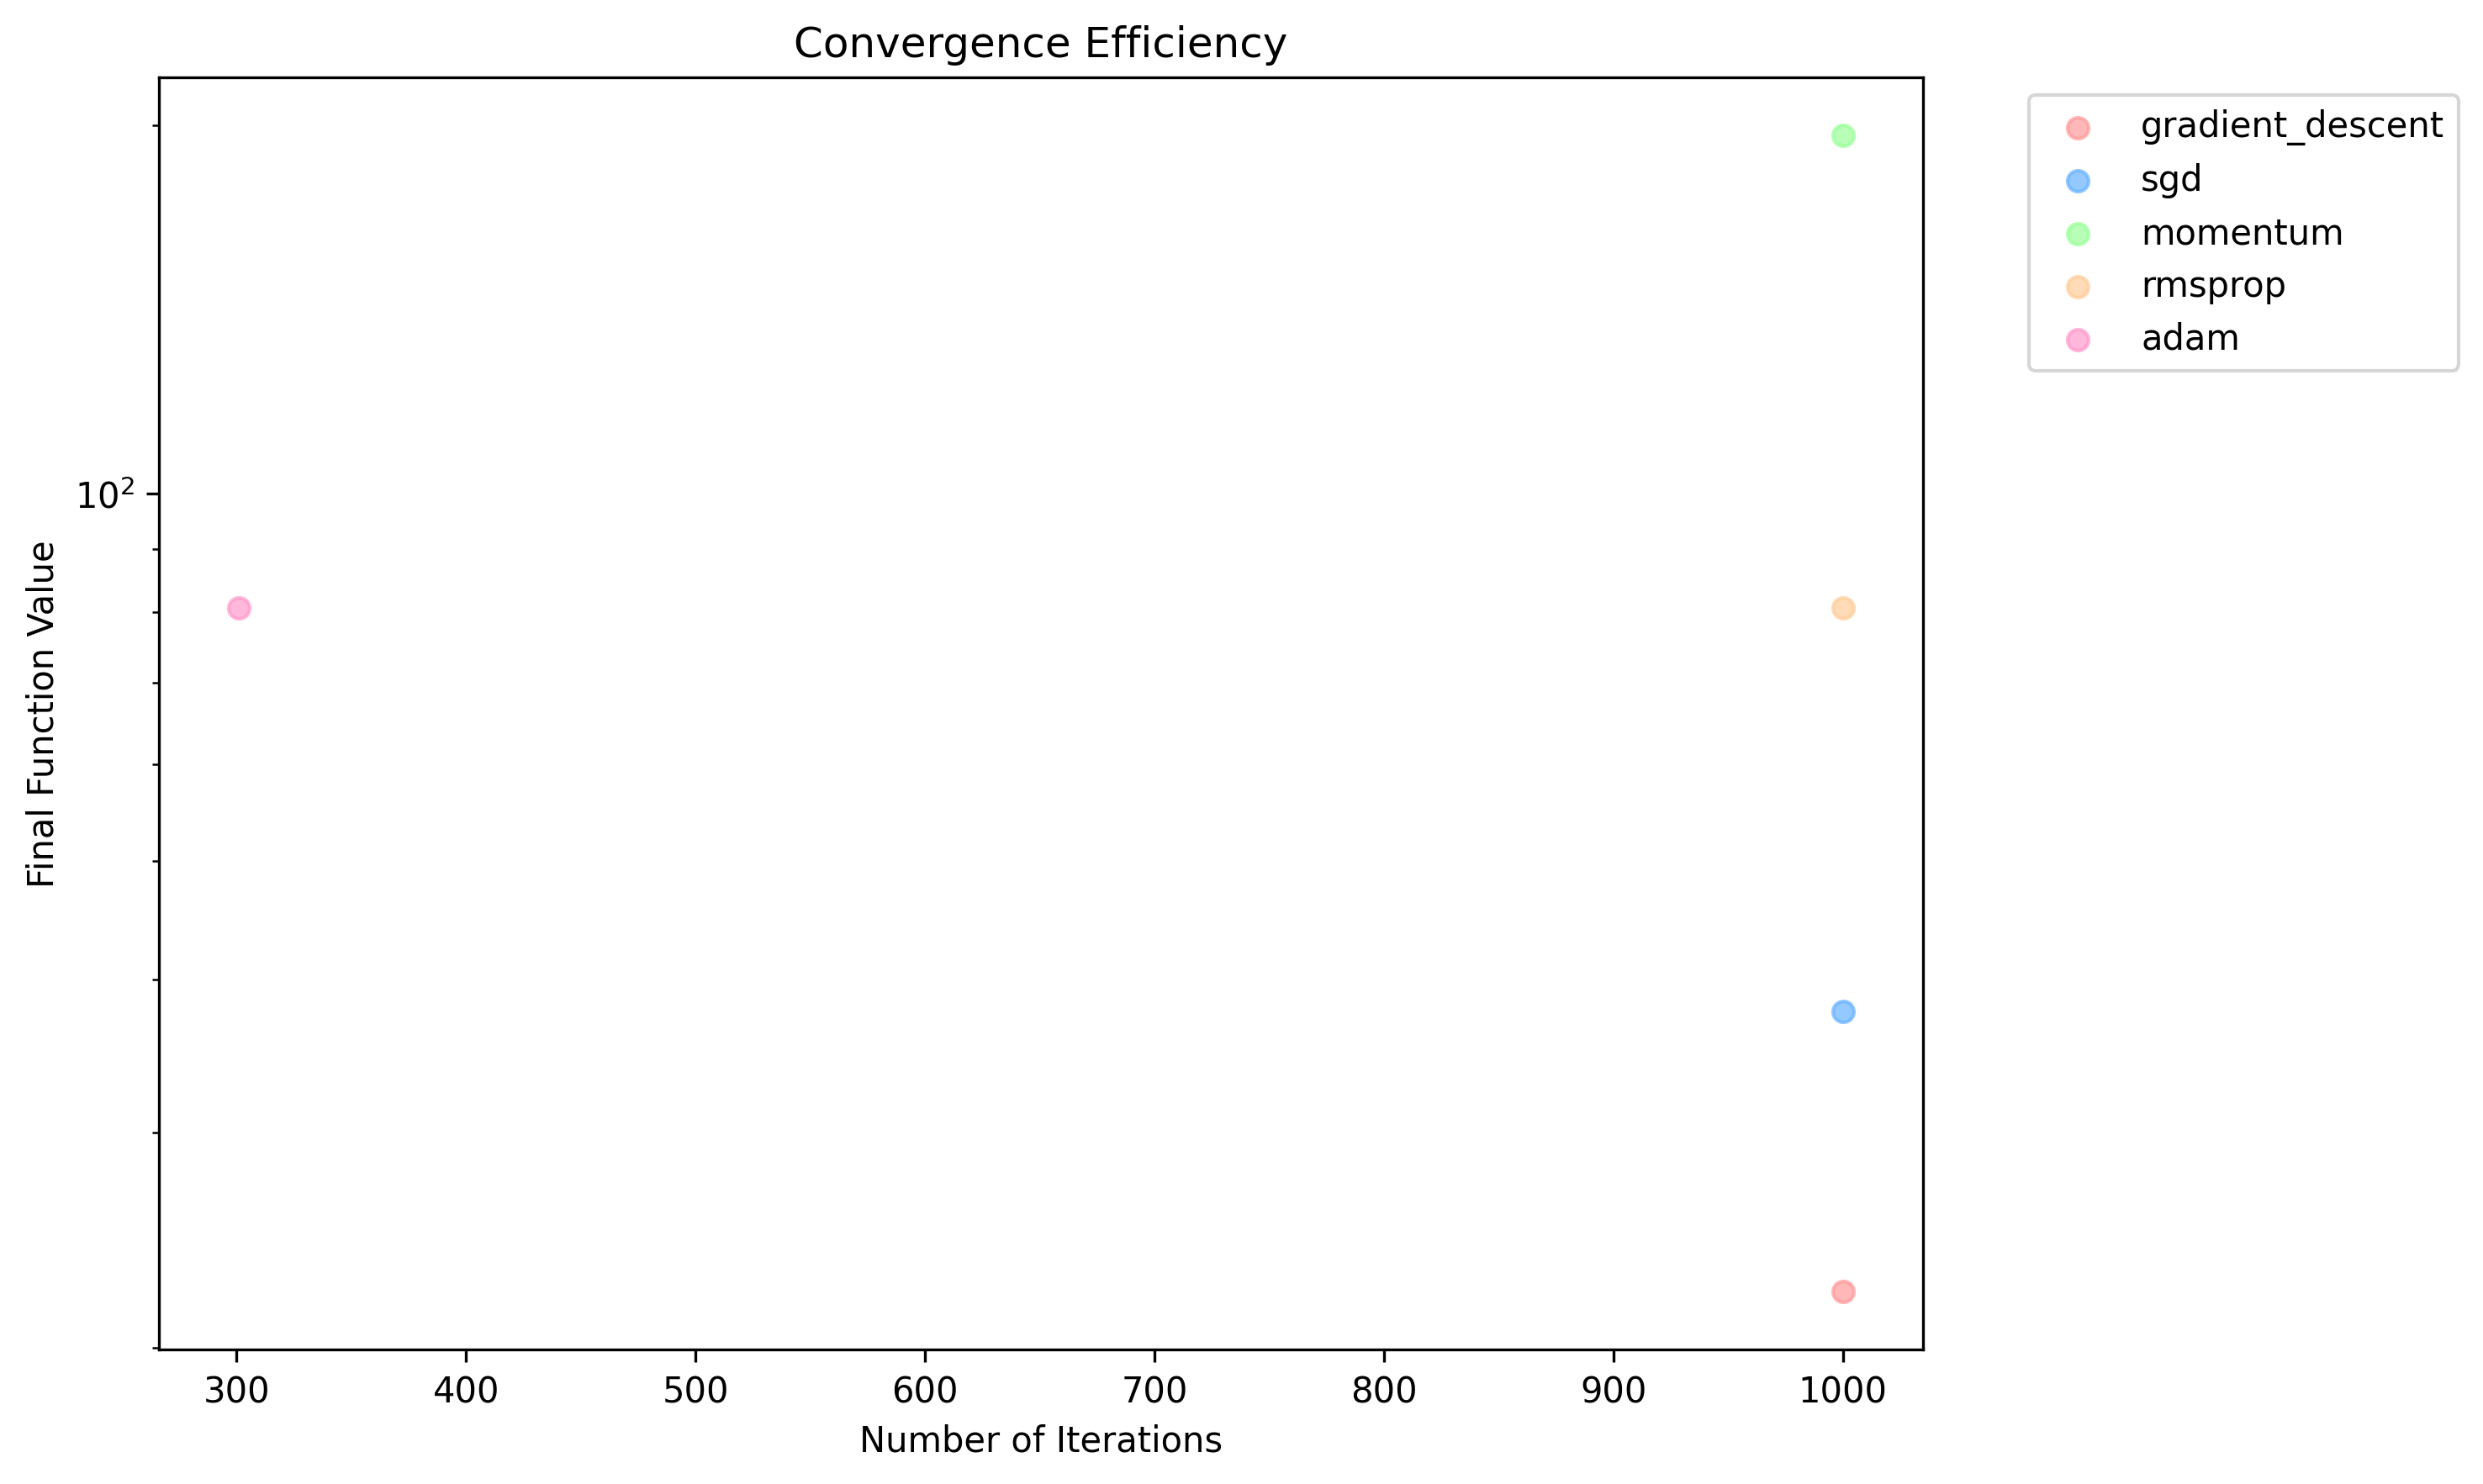 Convergence Efficiency
gradient_descent
sgd
momentum
rmsprop
adam
10²
Final Function Value
300 400 500 600 700 800 900 1000
Number of Iterations